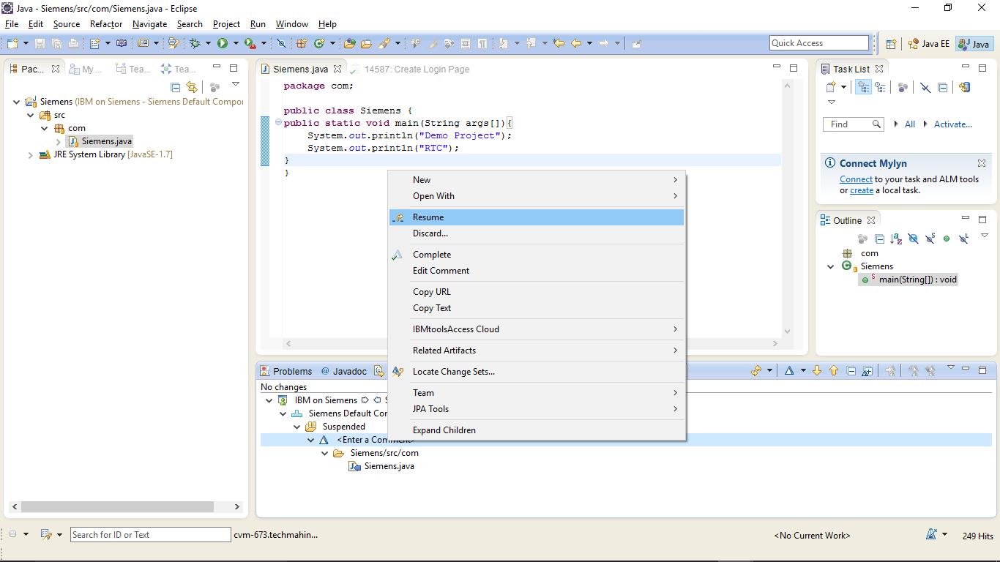 Java - Siemens/src/com/Siemens.java - Eclipse
File Edit Source Refactor Navigate Search Project Run Window Help
Quick Access
Java EE
Java
Pac...
My ...
Tea...
Tea...
Siemens (IBM on Siemens - Siemens Default Compor
src
com
Siemens.java
JRE System Library [JavaSE-1.7]
Siemens.java
14587: Create Login Page
package com;
public class Siemens {
public static void main(String args[]){
System.out.println("Demo Project");
System.out.println("RTC");
}
}
New
Open With
Resume
Discard...
Complete
Edit Comment
Copy URL
Copy Text
IBMtoolsAccess Cloud
Related Artifacts
Locate Change Sets...
Team
JPA Tools
Expand Children
Task List
Find
All
Activate...
Connect Mylyn
Connect to your task and ALM tools
or create a local task.
Outline
com
Siemens
main(String[]) : void
Problems
@ Javadoc
No changes
IBM on Siemens
Siemens Default Cor
Suspended
<Enter a Comment>
Siemens/src/com
Siemens.java
Search for ID or Text
cvm-673.techmahin...
<No Current Work>
249 Hits